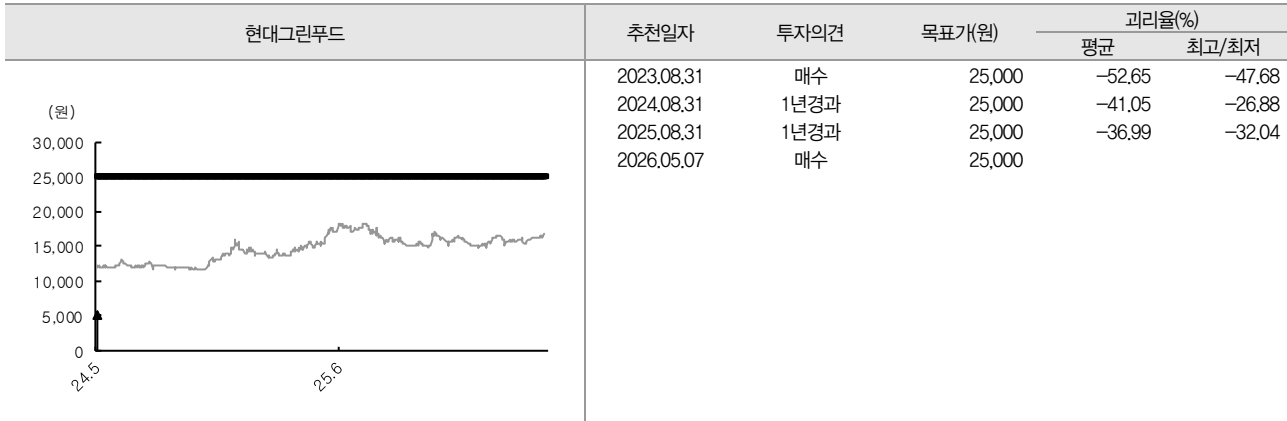 현대그린푸드 추천일자 투자의견 목표가(원) 괴리율(%)
평균 최고/최저
2023.08.31 매수 25,000 -52.65 -47.68
2024.08.31 1년경과 25,000 -41.05 -26.88
2025.08.31 1년경과 25,000 -36.99 -32.04
2026.05.07 매수 25,000
(원)
30,000
25,000
20,000
15,000
10,000
5,000
0
24.5 25.6